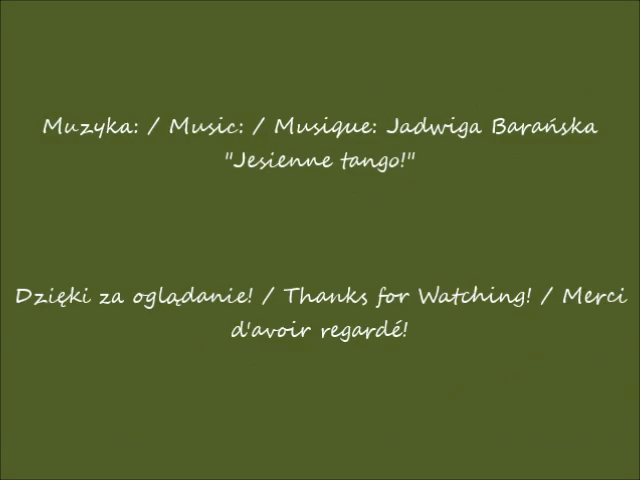 Muzyka: / Music: / Musique: Jadwiga Barańska
"Jesienne tango!"
Dzięki za oglądanie! / Thanks for Watching! / Merci
d'avoir regardé!